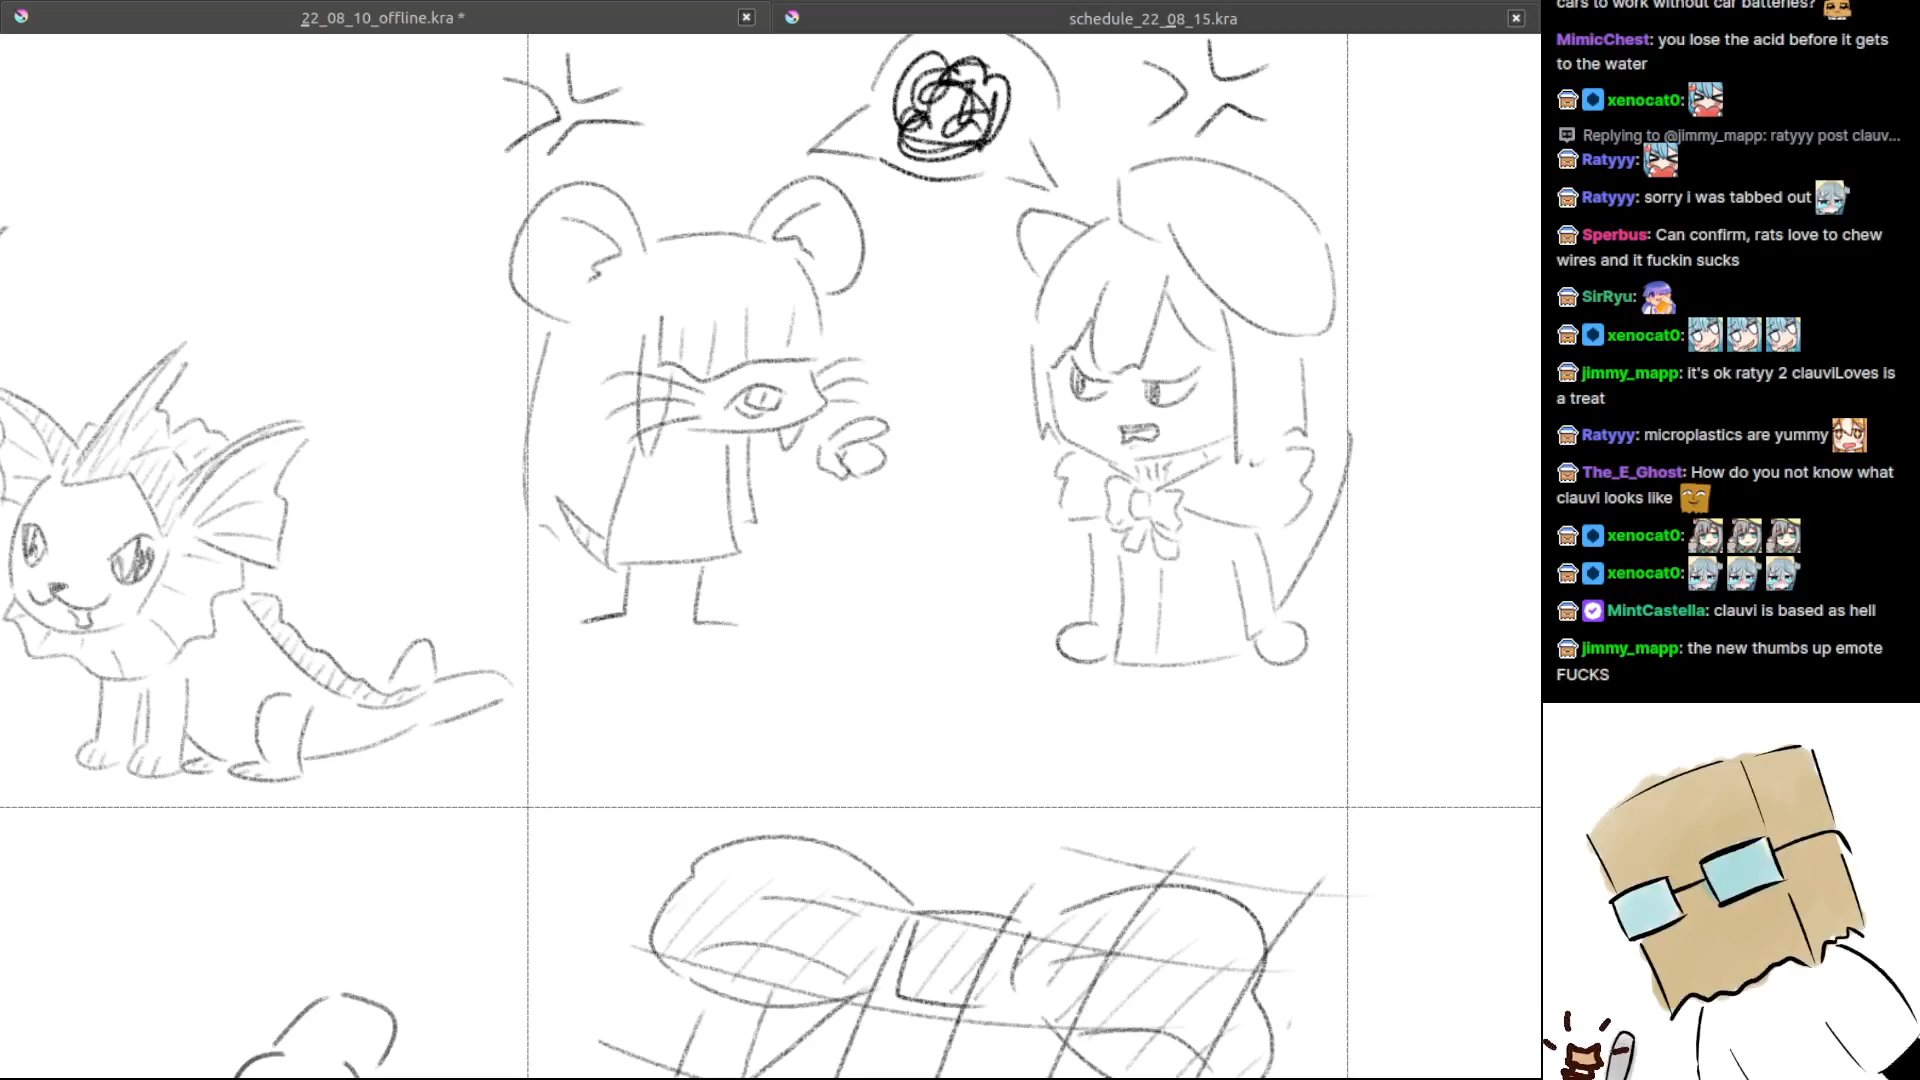 22_08_10_offline.kra *
schedule_22_08_15.kra
cars to work without car batteries?
MimicChest: you lose the acid before it gets
to the water
xenocat0:
Replying to @jimmy_mapp: ratyyy post clauv...
Ratyyy:
Ratyyy: sorry i was tabbed out
Sperbus: Can confirm, rats love to chew
wires and it fuckin sucks
SirRyu:
xenocat0:
jimmy_mapp: it's ok ratyy 2 clauviLoves is
a treat
Ratyyy: microplastics are yummy
The_E_Ghost: How do you not know what
clauvi looks like
xenocat0:
xenocat0:
MintCastella: clauvi is based as hell
jimmy_mapp: the new thumbs up emote
FUCKS